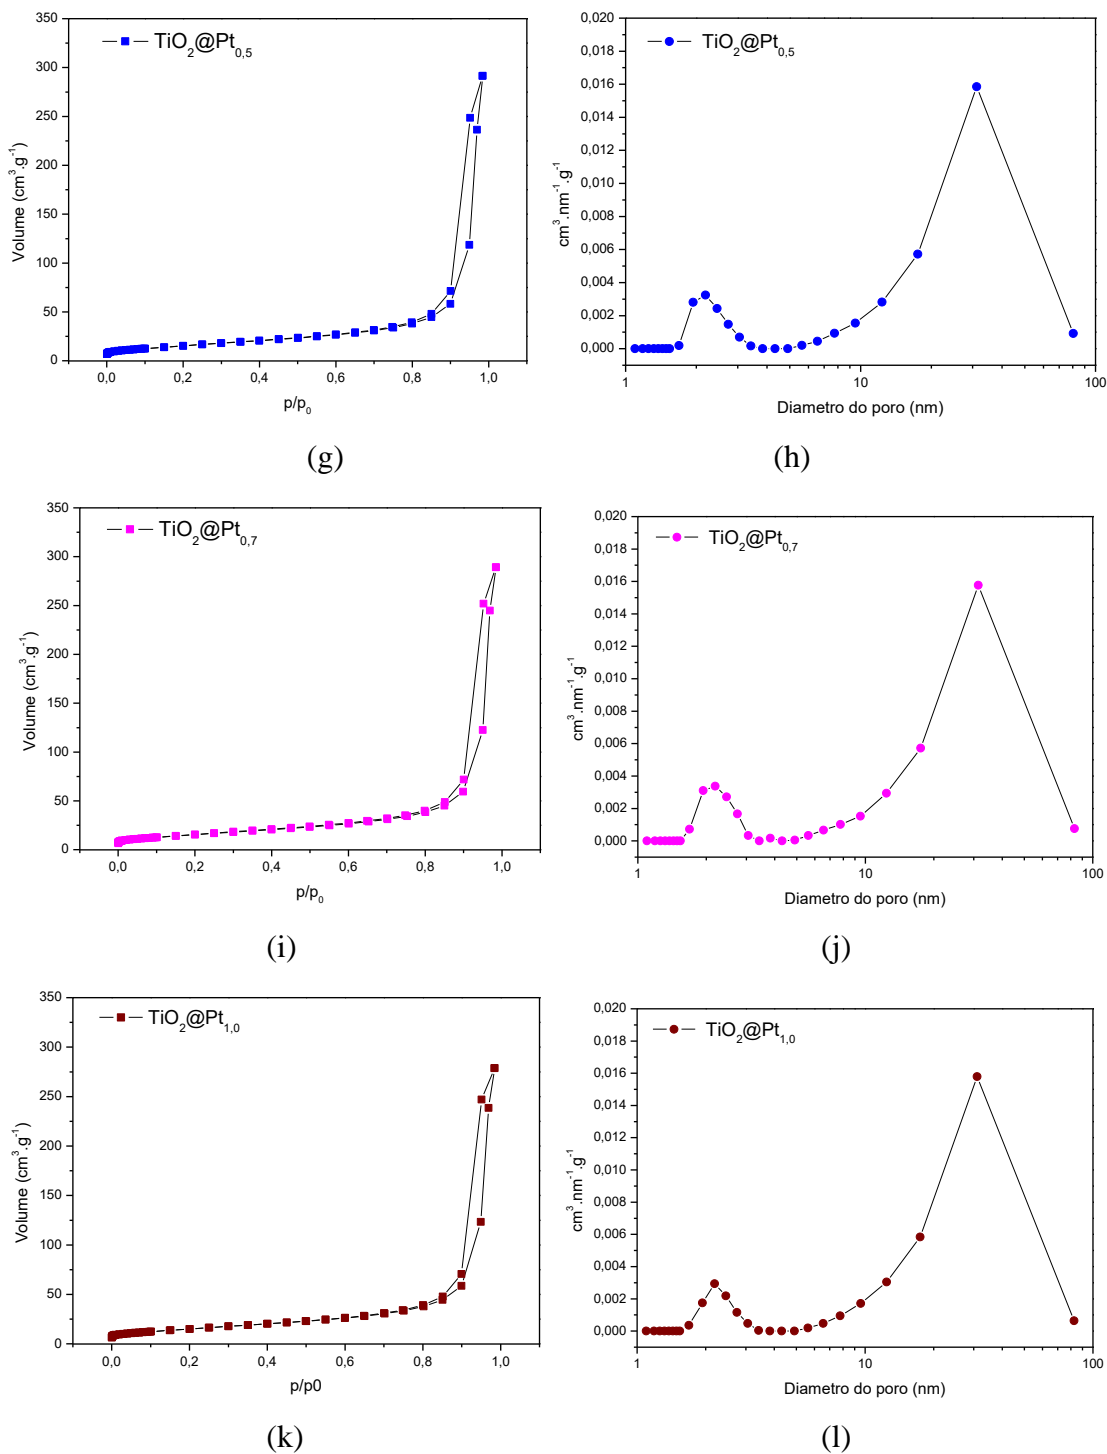 TiO2@Pt0,5
Volume (cm3.g-1)
350
300
250
200
150
100
50
0
0,0 0,2 0,4 0,6 0,8 1,0
p/p0
(g)
TiO2@Pt0,5
cm3.nm-1.g-1
0,020
0,018
0,016
0,014
0,012
0,010
0,008
0,006
0,004
0,002
0,000
1 10 100
Diametro do poro (nm)
(h)
TiO2@Pt0,7
Volume (cm3.g-1)
350
300
250
200
150
100
50
0
0,0 0,2 0,4 0,6 0,8 1,0
p/p0
(i)
TiO2@Pt0,7
cm3.nm-1.g-1
0,020
0,018
0,016
0,014
0,012
0,010
0,008
0,006
0,004
0,002
0,000
1 10 100
Diametro do poro (nm)
(j)
TiO2@Pt1,0
Volume (cm3.g-1)
350
300
250
200
150
100
50
0
0,0 0,2 0,4 0,6 0,8 1,0
p/p0
(k)
TiO2@Pt1,0
cm3.nm-1.g-1
0,020
0,018
0,016
0,014
0,012
0,010
0,008
0,006
0,004
0,002
0,000
1 10 100
Diametro do poro (nm)
(l)